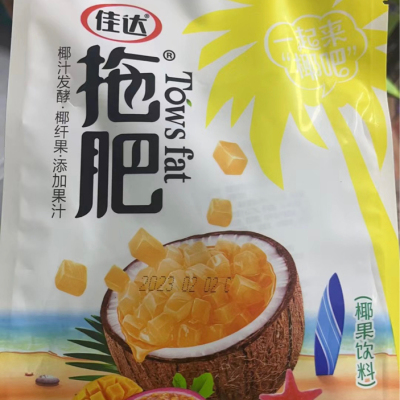 佳达
拖肥®
Tows fat
椰汁发酵·椰纤果·添加果汁
一起来
"椰吧"
2023 02 02 C
(椰果饮料)